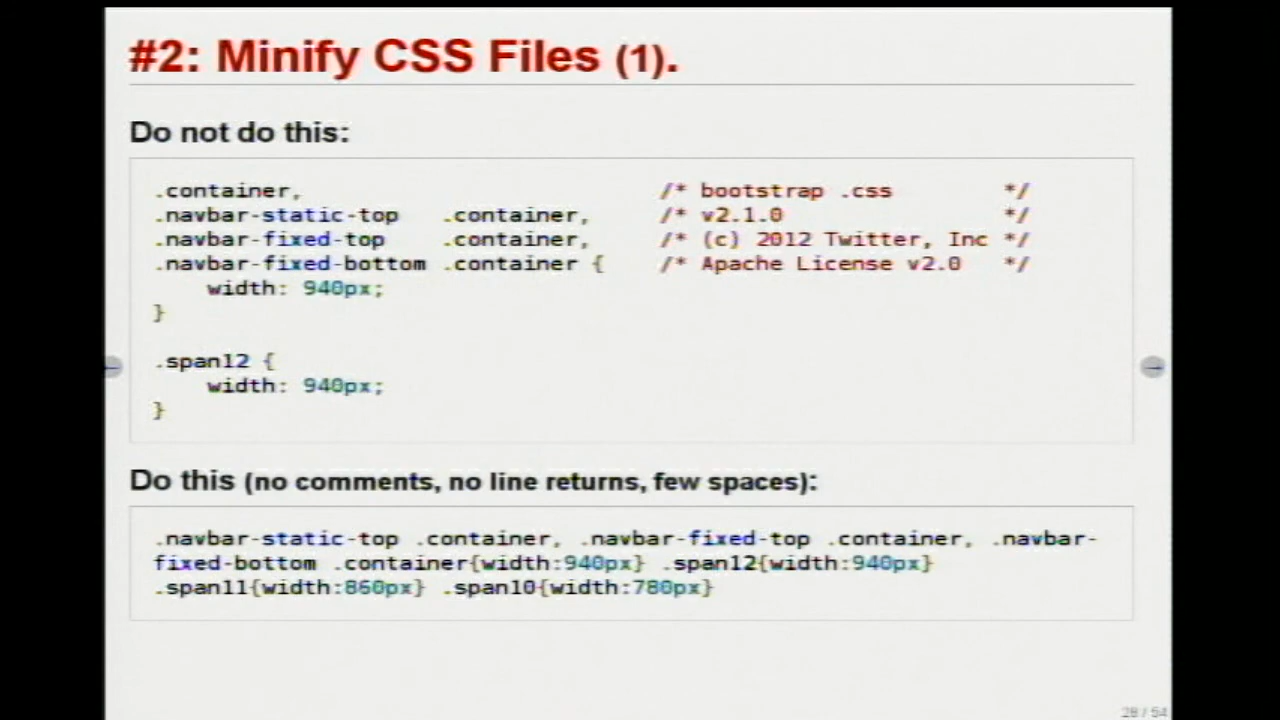 #2: Minify CSS Files (1).
Do not do this:
.container, /* bootstrap .css */
.navbar-static-top .container, /* v2.1.0 */
.navbar-fixed-top .container, /* (c) 2012 Twitter, Inc */
.navbar-fixed-bottom .container { /* Apache License v2.0 */
width: 940px;
}
.span12 {
width: 940px;
}
Do this (no comments, no line returns, few spaces):
.navbar-static-top .container, .navbar-fixed-top .container, .navbar-
fixed-bottom .container{width:940px} .span12{width:940px}
.span11{width:860px} .span10{width:780px}
28 / 54